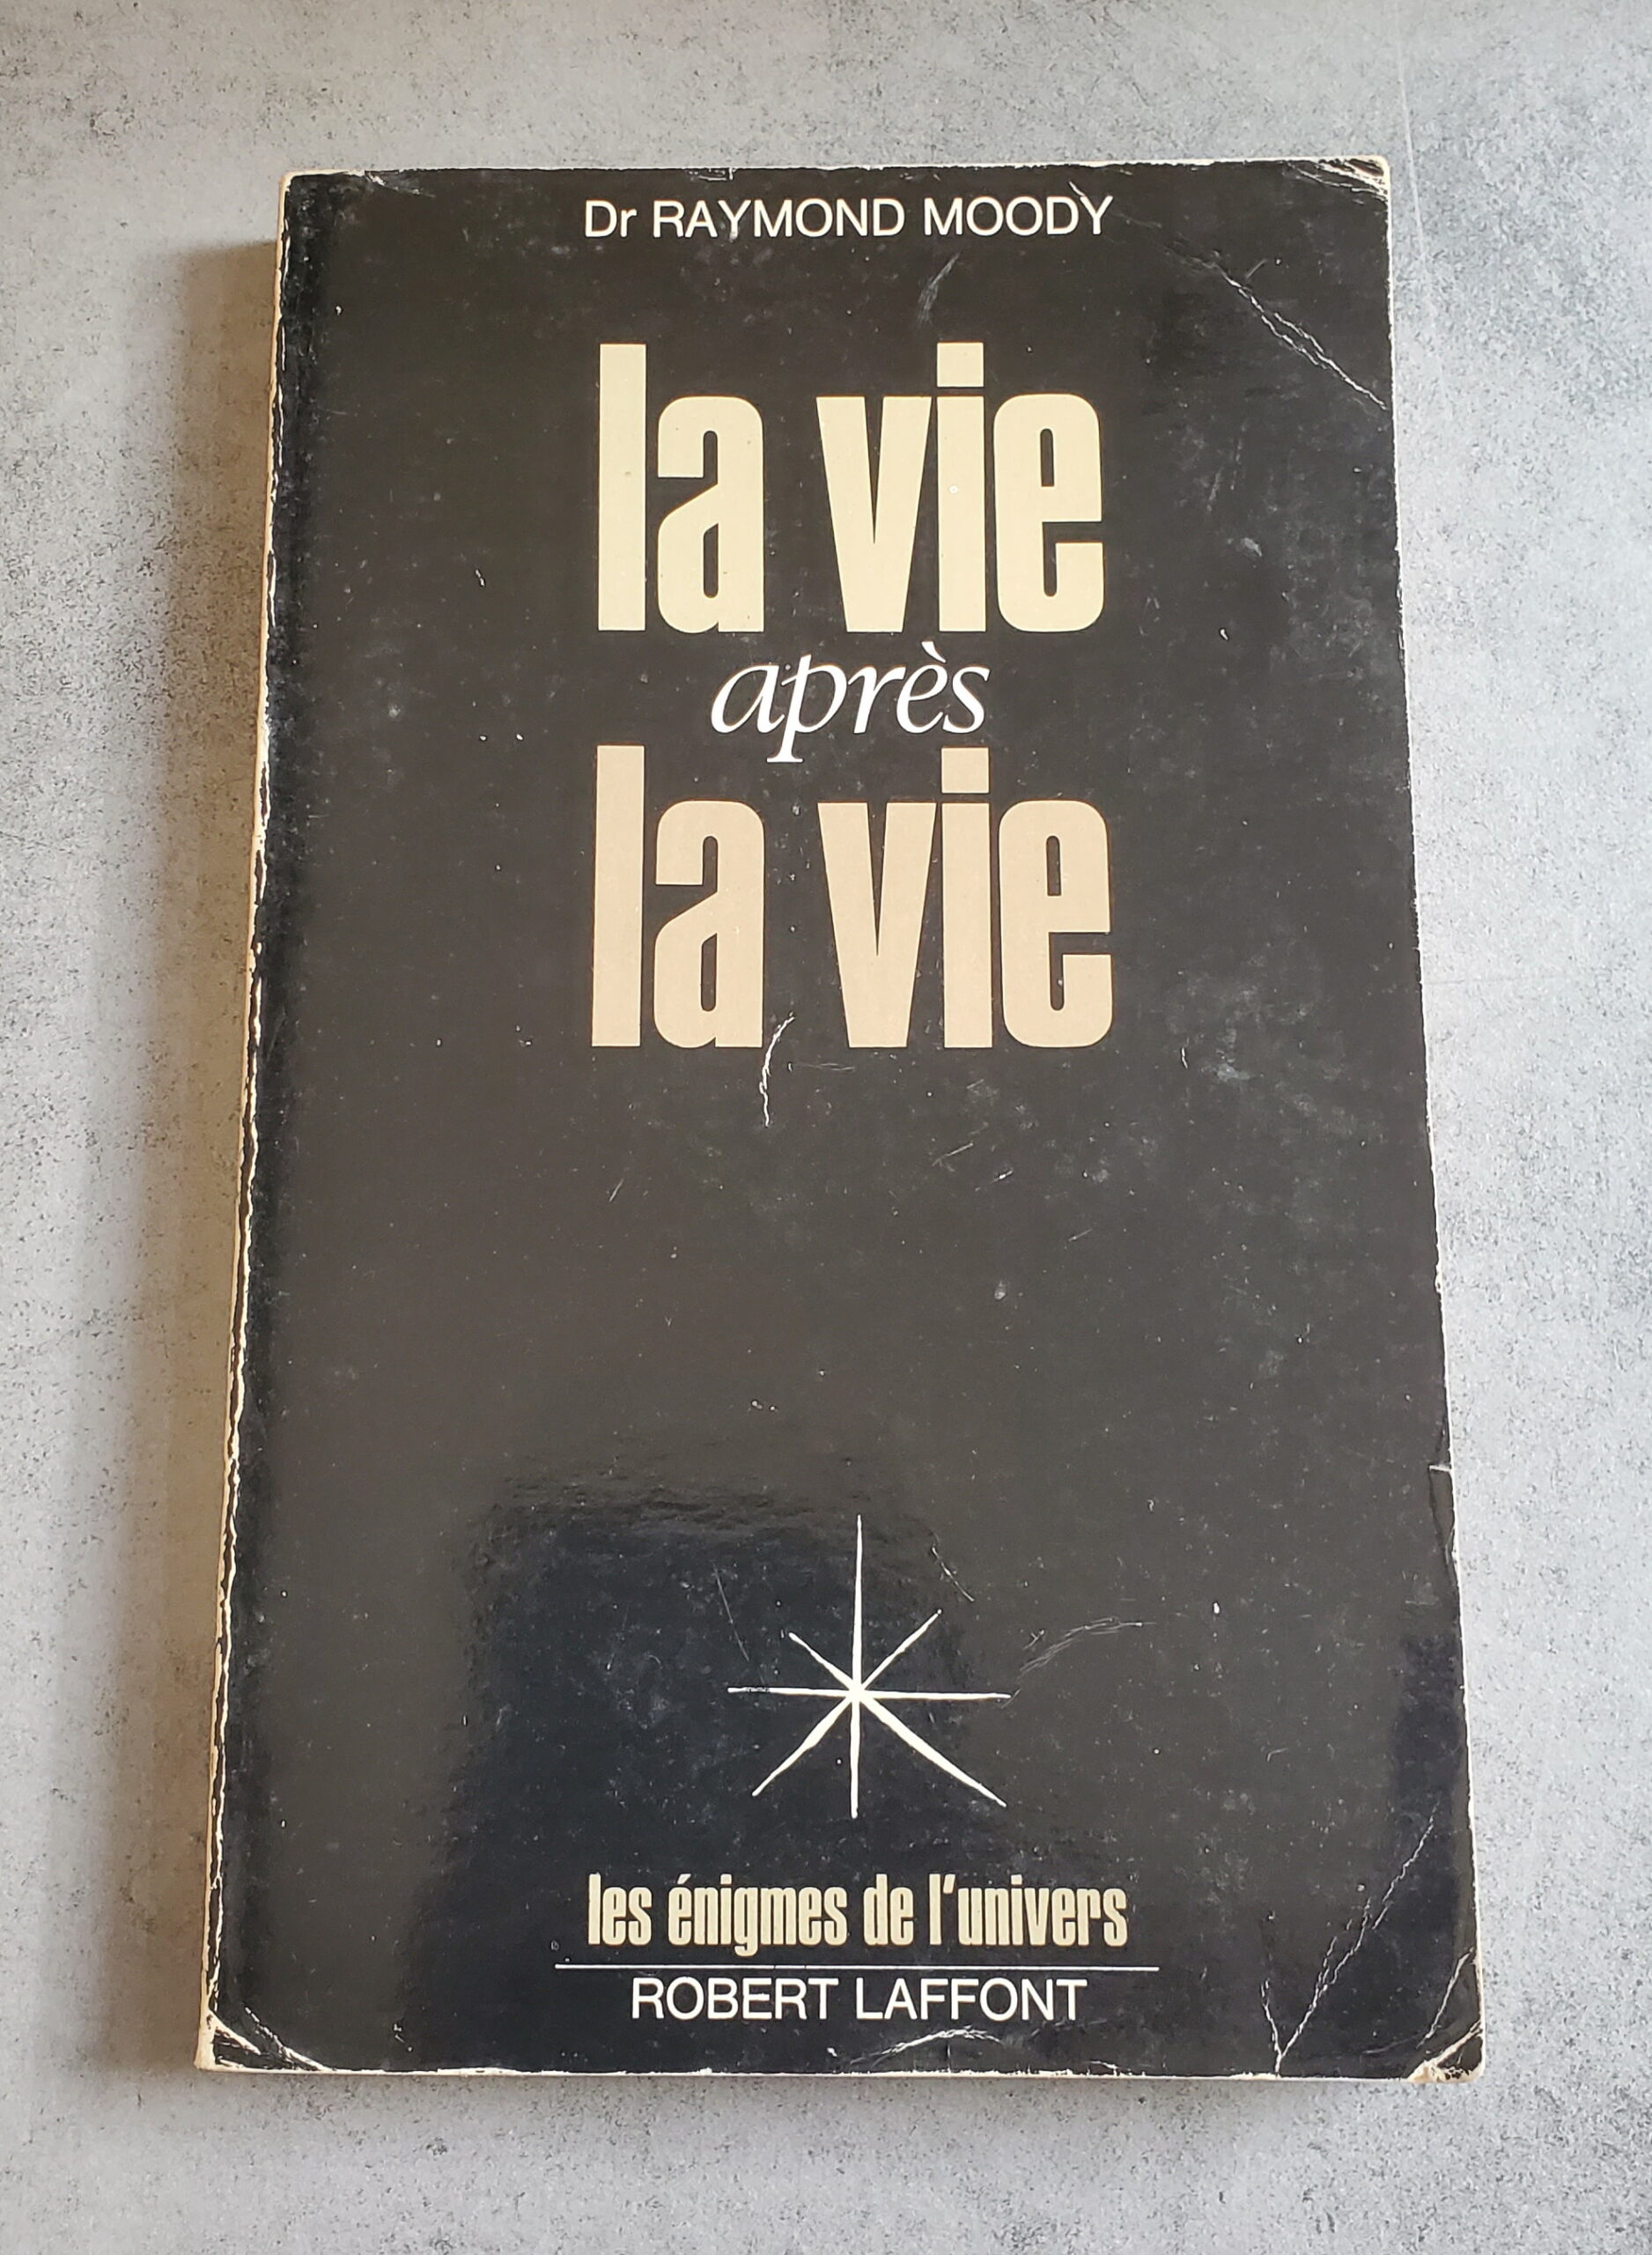 Dr RAYMOND MOODY
la vie
après
la vie
les énigmes de l'univers
ROBERT LAFFONT